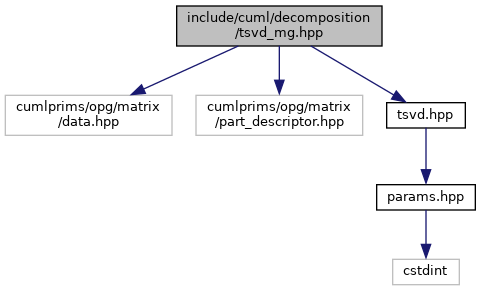 include/cuml/decomposition
/tsvd_mg.hpp
cumlprims/opg/matrix
/data.hpp
cumlprims/opg/matrix
/part_descriptor.hpp
tsvd.hpp
params.hpp
cstdint